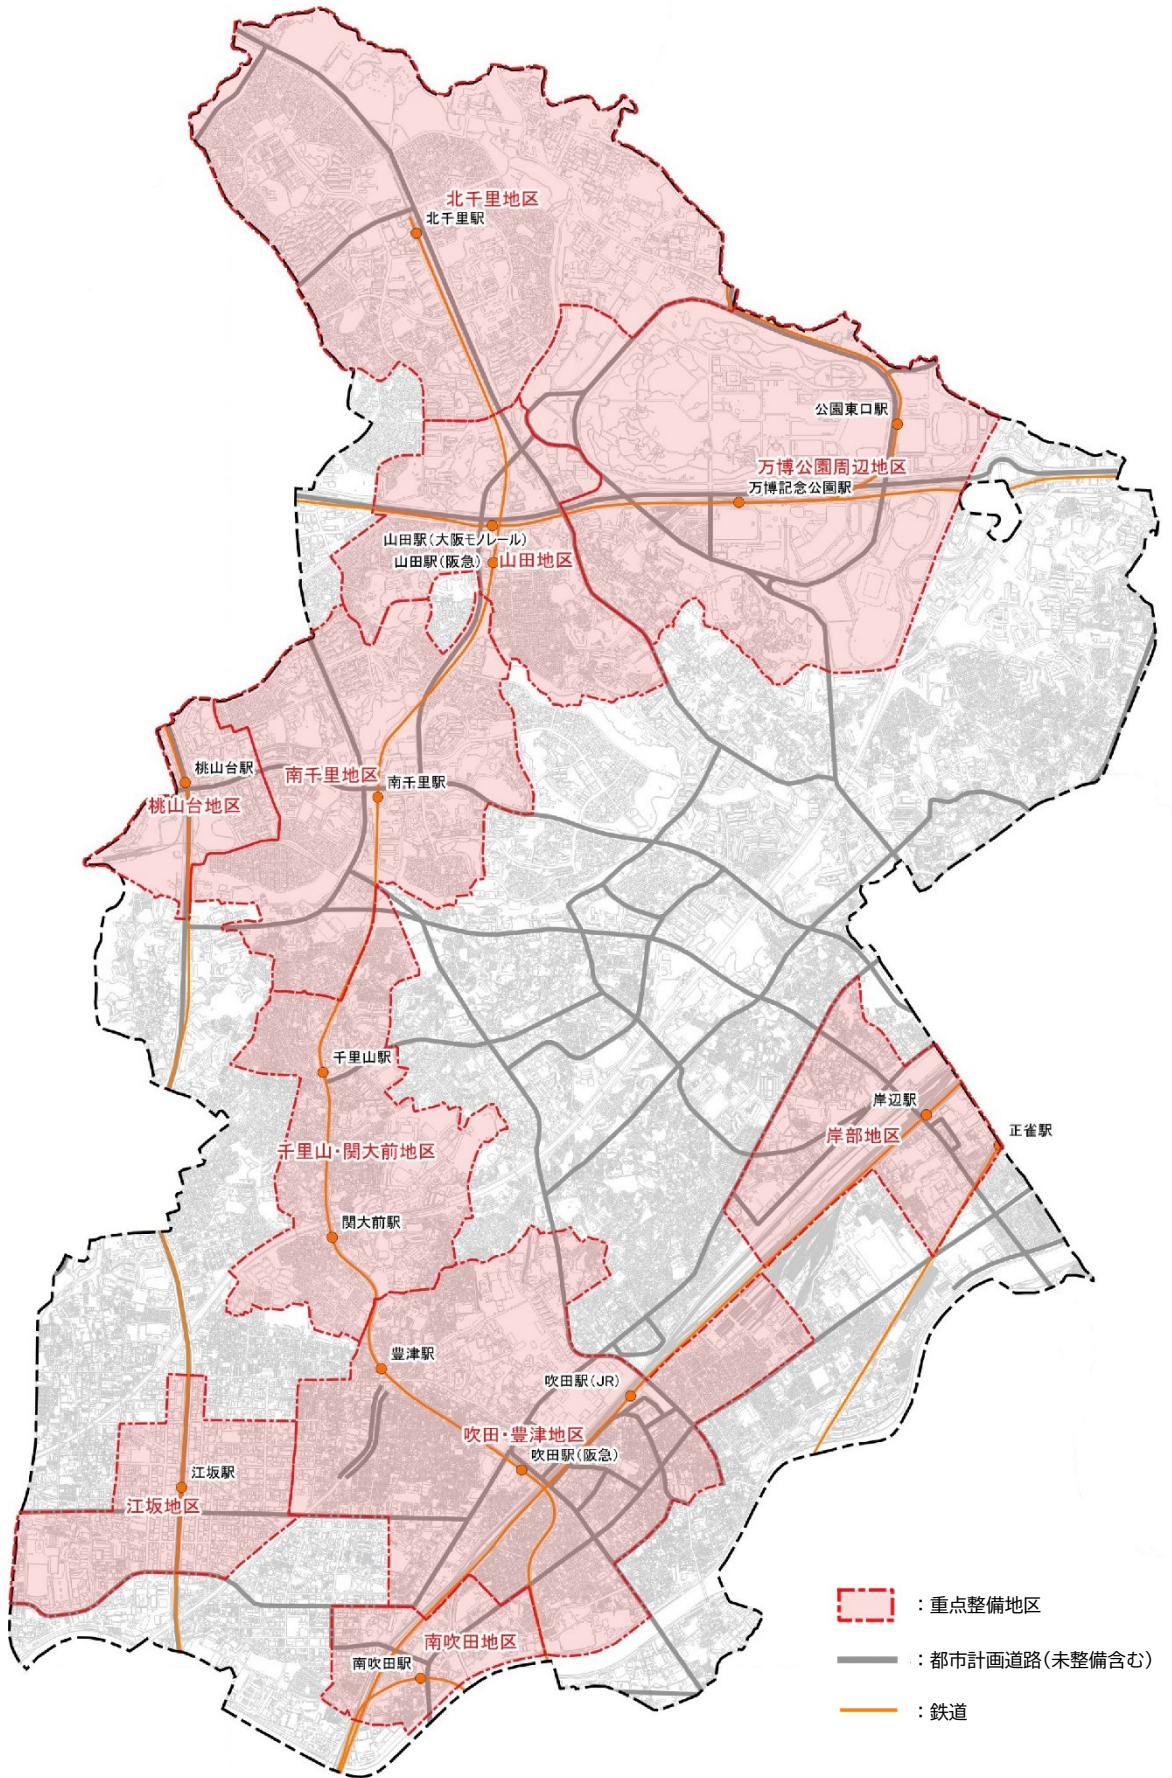 北千里地区
北千里駅
公園東口駅
万博公園周辺地区
万博記念公園駅
山田駅(大阪モノレール)
山田駅(阪急)
山田地区
桃山台駅
南千里地区
南千里駅
桃山台地区
千里山駅
岸辺駅
岸部地区
正雀駅
千里山・関大前地区
関大前駅
豊津駅
吹田駅(JR)
吹田・豊津地区
吹田駅(阪急)
江坂駅
江坂地区
南吹田地区
南吹田駅
：重点整備地区
：都市計画道路(未整備含む)
：鉄道